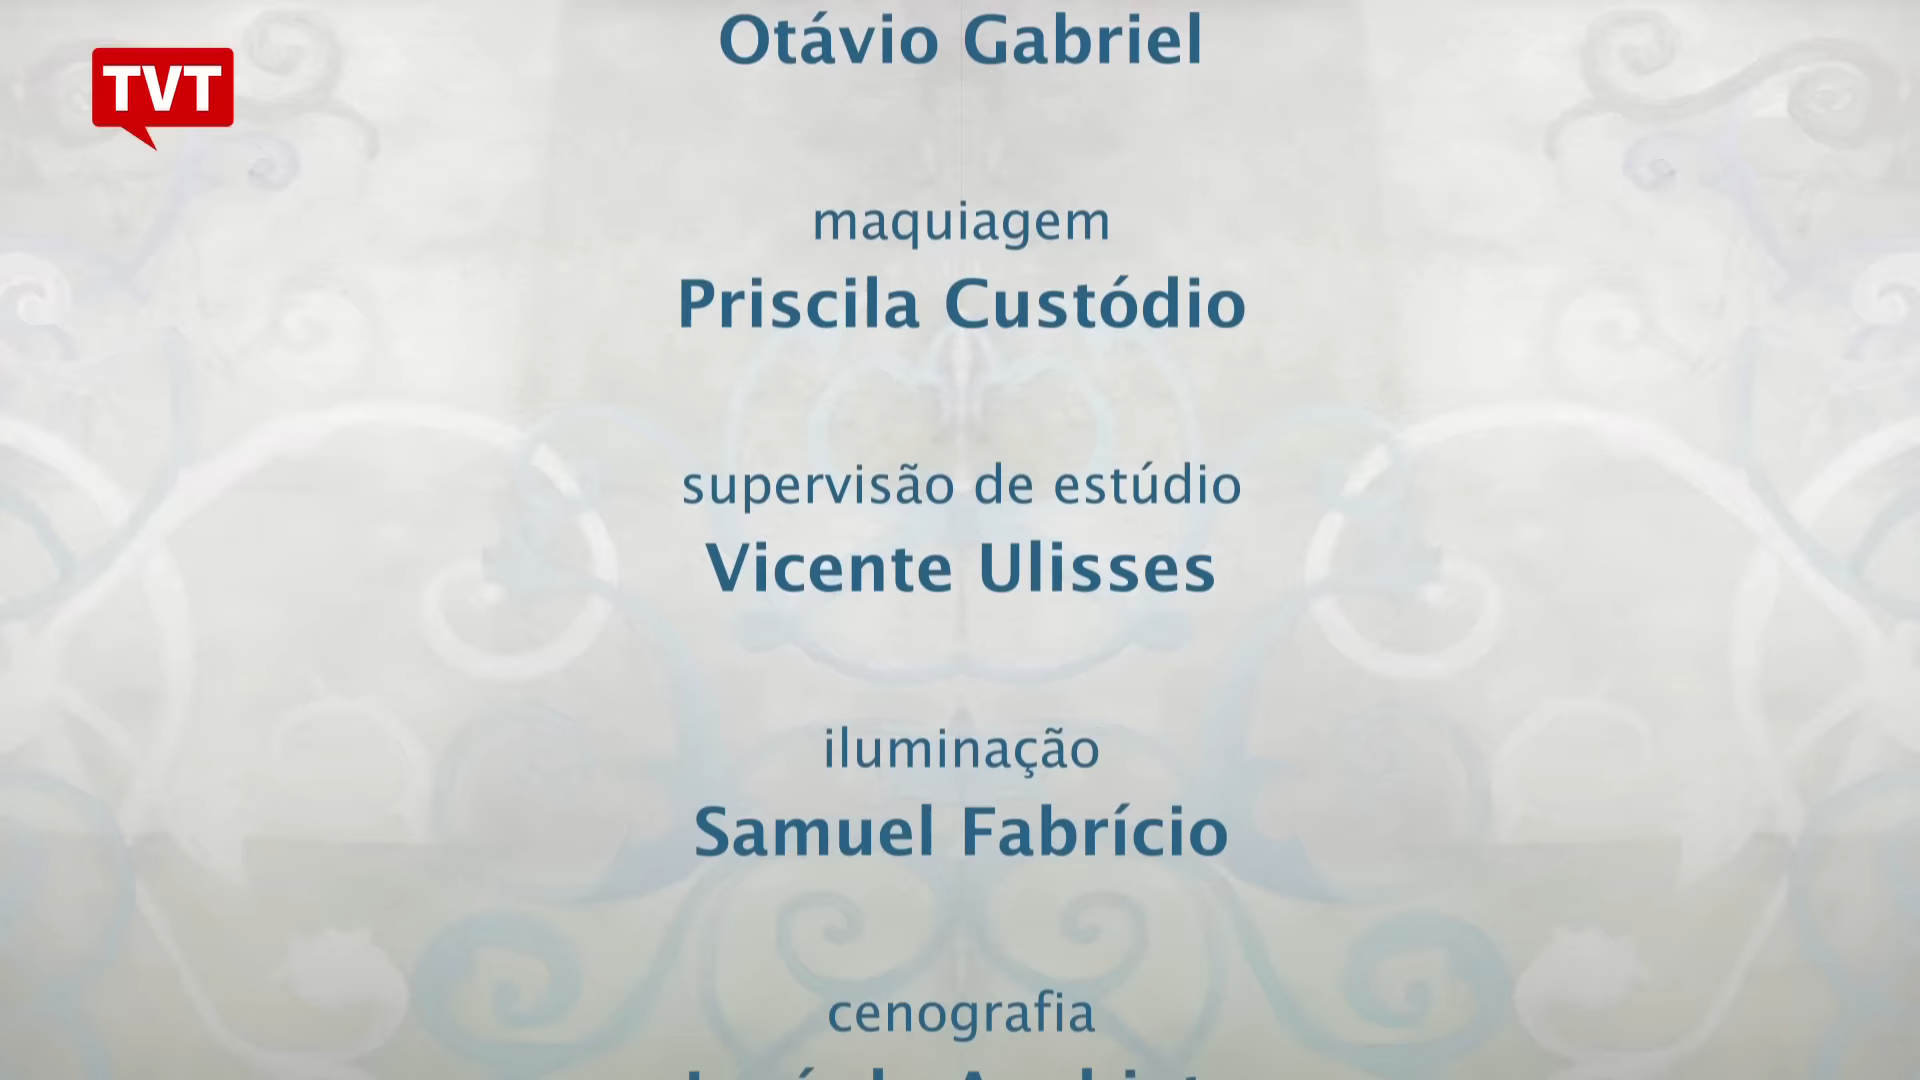 TVT
Otávio Gabriel
maquiagem
Priscila Custódio
supervisão de estúdio
Vicente Ulisses
iluminação
Samuel Fabrício
cenografia